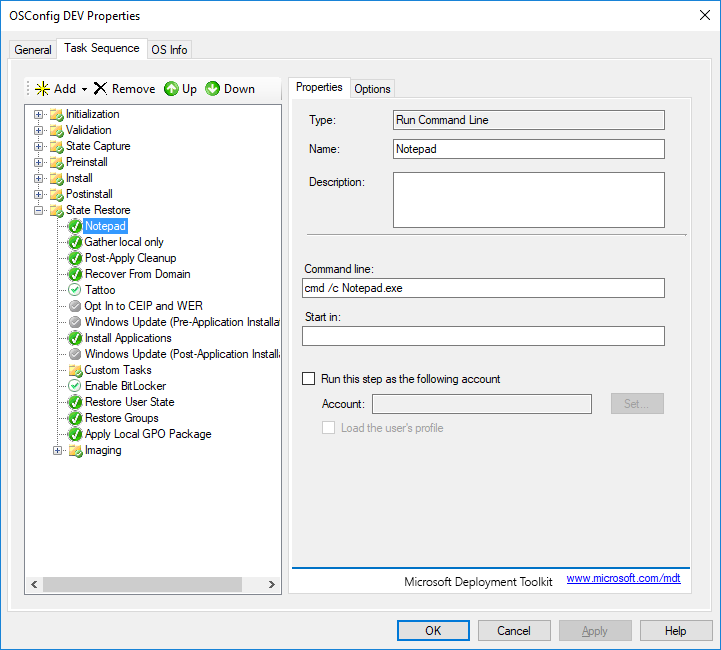 OSConfig DEV Properties
General Task Sequence OS Info
Add Remove Up Down
Initialization
Validation
State Capture
Preinstall
Install
Postinstall
State Restore
Notepad
Gather local only
Post-Apply Cleanup
Recover From Domain
Tattoo
Opt In to CEIP and WER
Windows Update (Pre-Application Installa
Install Applications
Windows Update (Post-Application Install
Custom Tasks
Enable BitLocker
Restore User State
Restore Groups
Apply Local GPO Package
Imaging
Properties Options
Type: Run Command Line
Name: Notepad
Description:
Command line:
cmd /c Notepad.exe
Start in:
Run this step as the following account
Account: Set...
Load the user's profile
Microsoft Deployment Toolkit www.microsoft.com/mdt
OK Cancel Apply Help